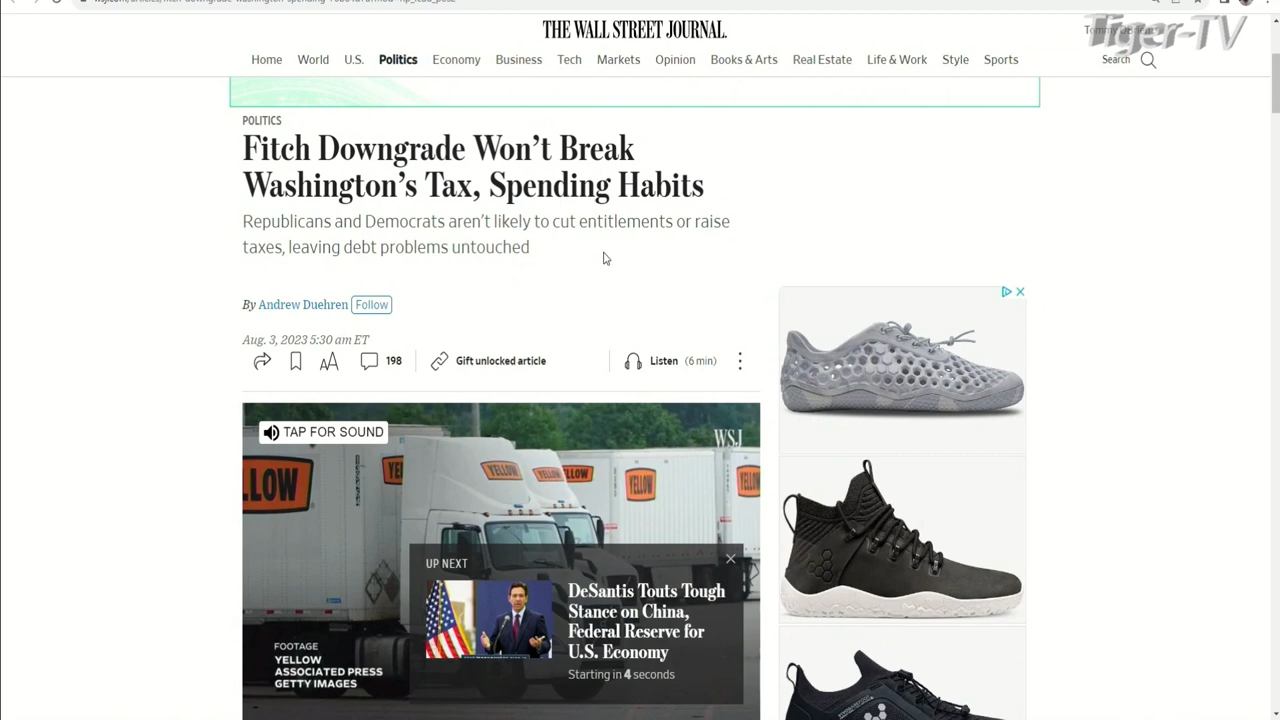 THE WALL STREET JOURNAL.
Tiger-TV
Home World U.S. Politics Economy Business Tech Markets Opinion Books & Arts Real Estate Life & Work Style Sports
Search
POLITICS
Fitch Downgrade Won’t Break
Washington’s Tax, Spending Habits
Republicans and Democrats aren’t likely to cut entitlements or raise
taxes, leaving debt problems untouched
By Andrew Duehren Follow
Aug. 3, 2023 5:30 am ET
198 Gift unlocked article Listen (6 min)
TAP FOR SOUND
WSJ
YELLOW
YELLOW
YELLOW
UP NEXT
DeSantis Touts Tough
Stance on China,
Federal Reserve for
U.S. Economy
Starting in 4 seconds
FOOTAGE
YELLOW
ASSOCIATED PRESS
GETTY IMAGES